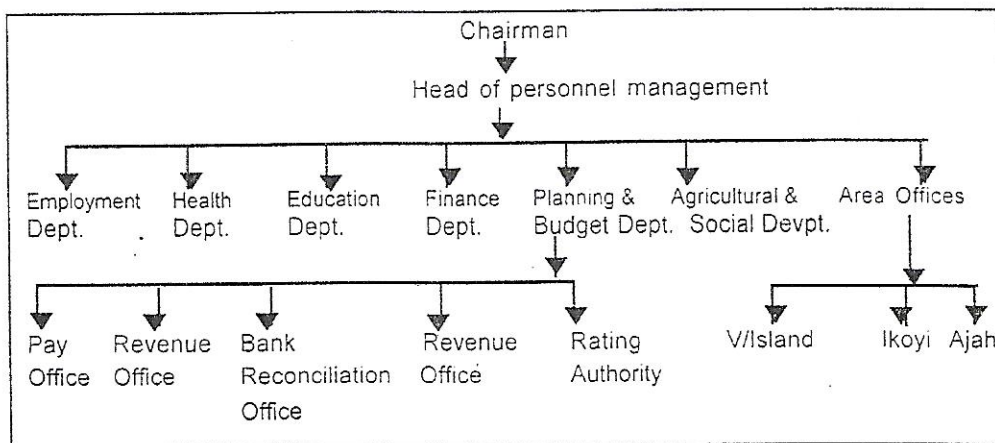 Chairman
Head of personnel management
Employment Health Education Finance Planning & Agricultural & Area Offices
Dept. Dept. Dept. Dept. Budget Dept. Social Devpt.
Pay Revenue Bank Revenue Rating V/Island Ikoyi Ajah
Office Office Reconciliation Office Authority
Office